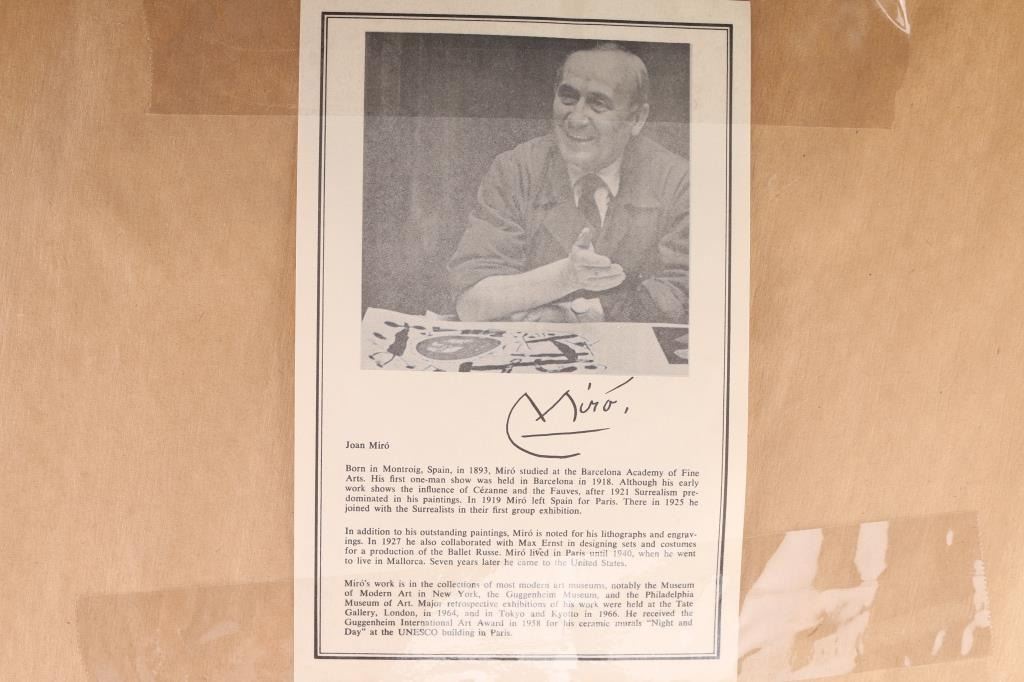 Miró.
Joan Miró
Born in Montroig, Spain, in 1893, Miró studied at the Barcelona Academy of Fine
Arts. His first one-man show was held in Barcelona in 1918. Although his early
work shows the influence of Cézanne and the Fauves, after 1921 Surrealism pre-
dominated in his paintings. In 1919 Miró left Spain for Paris. There in 1925 he
joined with the Surrealists in their first group exhibition.
In addition to his outstanding paintings, Miró is noted for his lithographs and engrav-
ings. In 1927 he also collaborated with Max Ernst in designing sets and costumes
for a production of the Ballet Russe. Miró lived in Paris until 1940, when he went
to live in Mallorca. Seven years later he came to the United States.
Miró's work is in the collections of most modern art museums, notably the Museum
of Modern Art in New York, the Guggenheim Museum, and the Philadelphia
Museum of Art. Major retrospective exhibitions of his work were held at the Tate
Gallery, London, in 1964, and in Tokyo and Kyotto in 1966. He received the
Guggenheim International Art Award in 1958 for his ceramic murals "Night and
Day" at the UNESCO building in Paris.